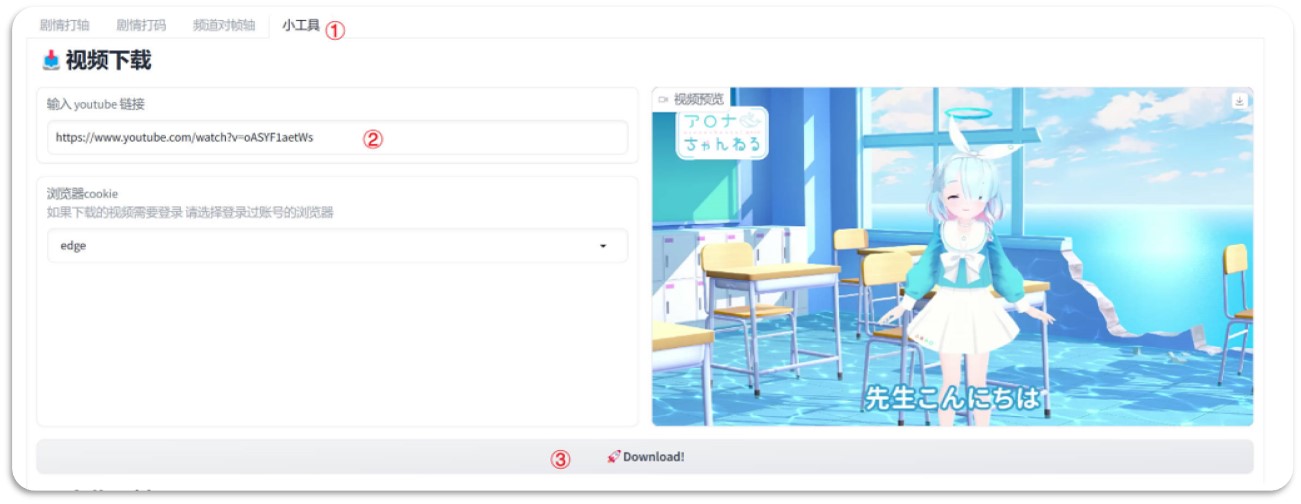 剧情打轴 剧情打码 频道对帧轴 小工具 ①
视频下载
输入 youtube 链接
https://www.youtube.com/watch?v=oASYF1aetWs ②
浏览器cookie
如果下载的视频需要登录 请选择登录过账号的浏览器
edge
视频预览
アロナ
ちゃんねる
先生こんにちは
③ Download!